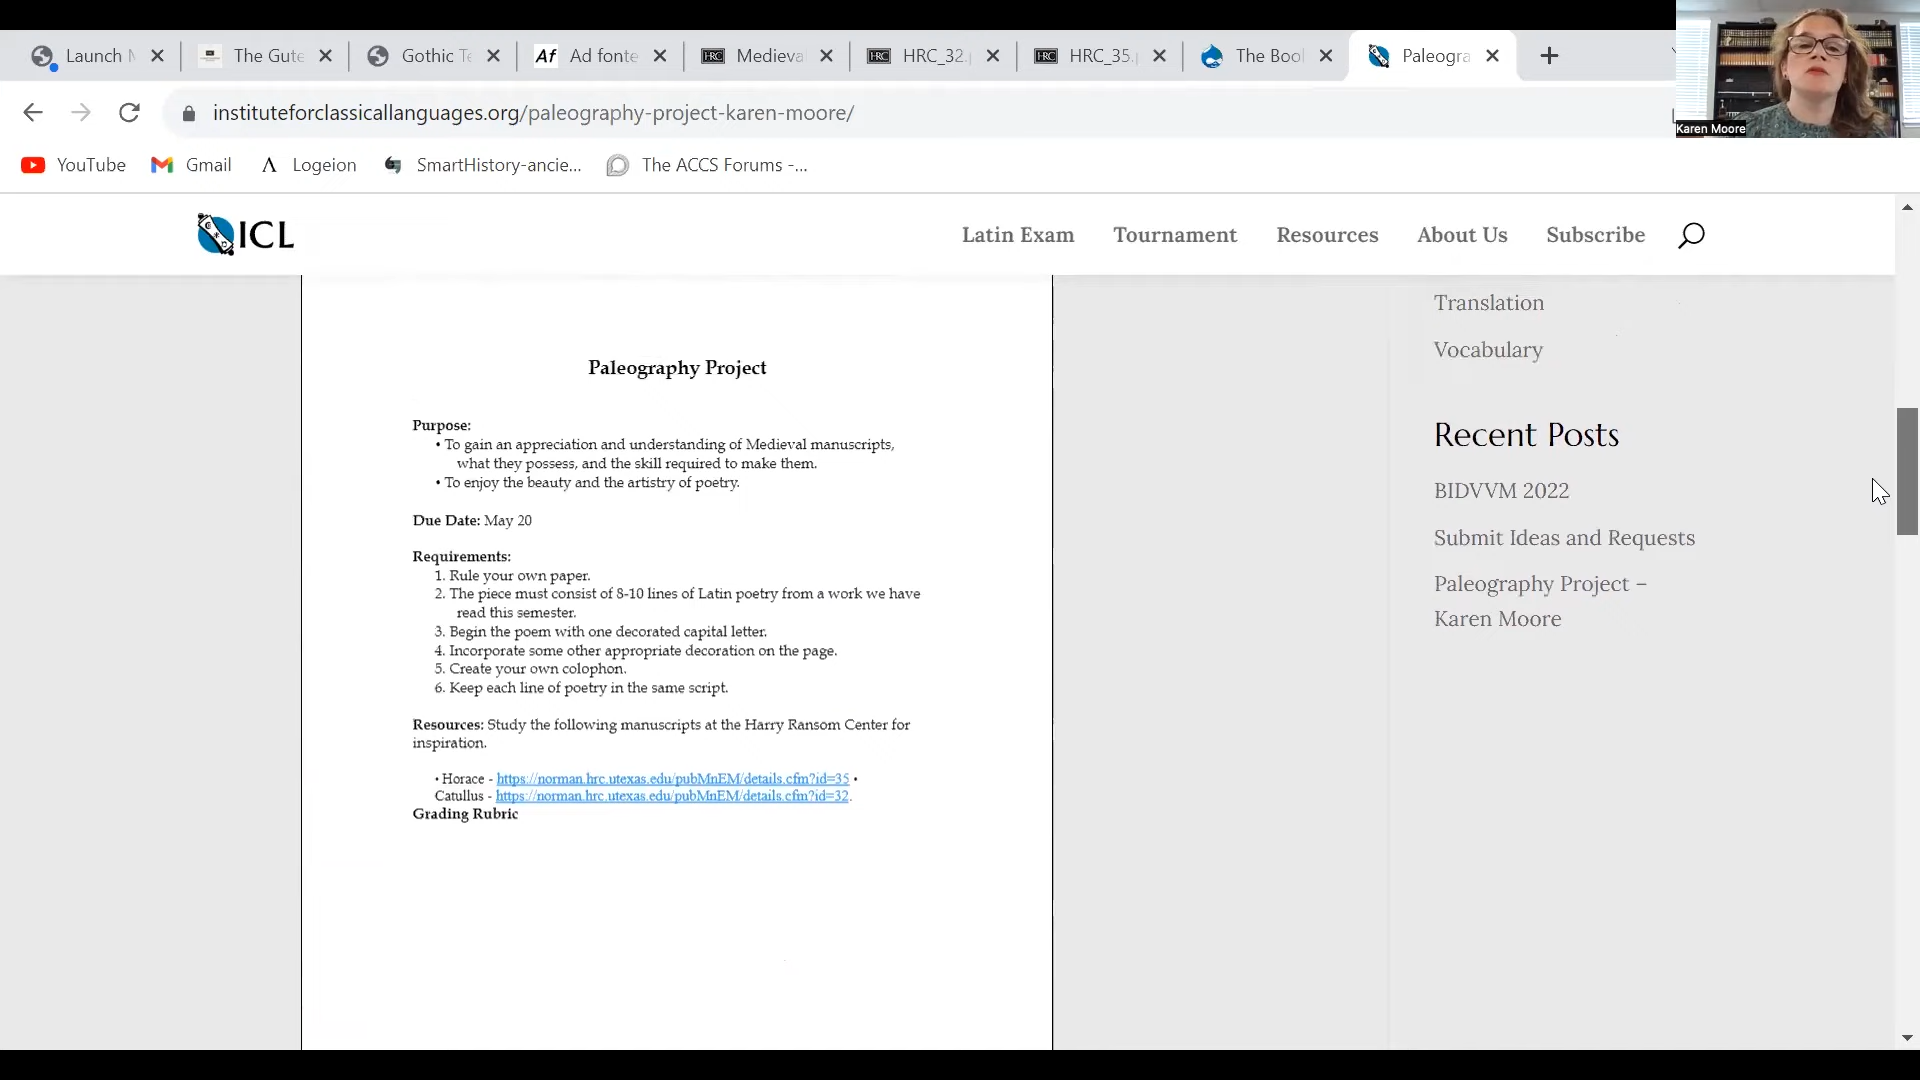 Launch M
The Gute
Gothic Te
Af Ad fonte
HRC Medieva
HRC HRC_32.p
HRC HRC_35.p
The Bool
Paleogra
instituteforclassicallanguages.org/paleography-project-karen-moore/
Karen Moore
YouTube
Gmail
Λ Logeion
SmartHistory-ancie...
The ACCS Forums -...
ICL
Latin Exam
Tournament
Resources
About Us
Subscribe
Paleography Project
Purpose:
• To gain an appreciation and understanding of Medieval manuscripts,
what they possess, and the skill required to make them.
• To enjoy the beauty and the artistry of poetry.
Due Date: May 20
Requirements:
1. Rule your own paper.
2. The piece must consist of 8-10 lines of Latin poetry from a work we have
read this semester.
3. Begin the poem with one decorated capital letter.
4. Incorporate some other appropriate decoration on the page.
5. Create your own colophon.
6. Keep each line of poetry in the same script.
Resources: Study the following manuscripts at the Harry Ransom Center for
inspiration.
• Horace - https://norman.hrc.utexas.edu/pubMnEM/details.cfm?id=35 •
Catullus - https://norman.hrc.utexas.edu/pubMnEM/details.cfm?id=32.
Grading Rubric
Translation
Vocabulary
Recent Posts
BIDVVM 2022
Submit Ideas and Requests
Paleography Project –
Karen Moore